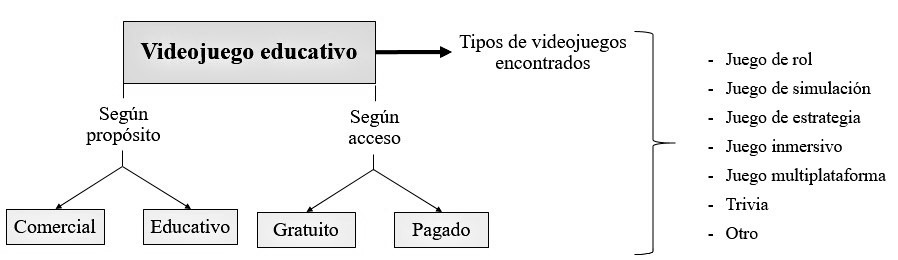 Videojuego educativo
Tipos de videojuegos
encontrados
Según
propósito
Según
acceso
Comercial
Educativo
Gratuito
Pagado
- Juego de rol
- Juego de simulación
- Juego de estrategia
- Juego inmersivo
- Juego multiplataforma
- Trivia
- Otro